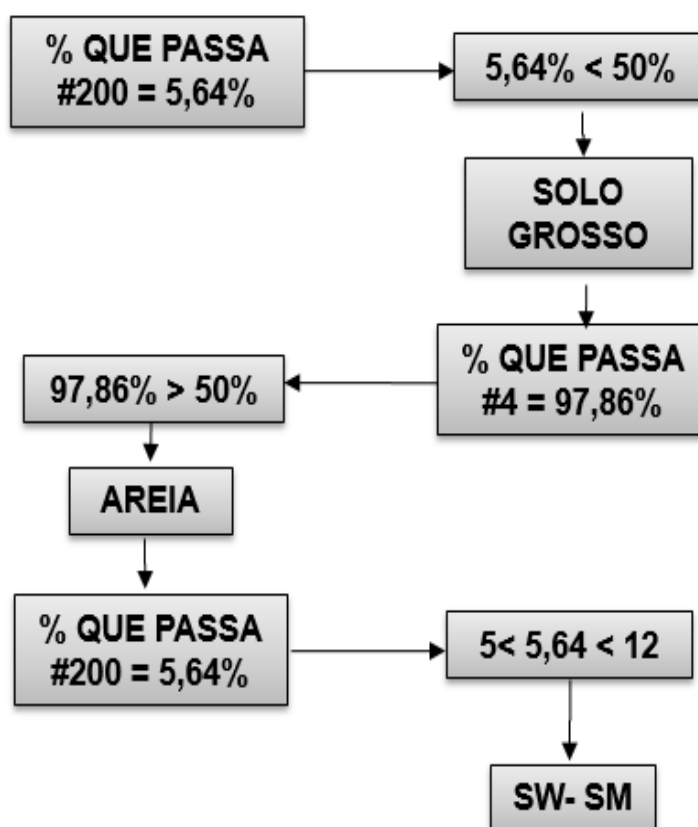 % QUE PASSA
#200 = 5,64%
5,64% < 50%
SOLO
GROSSO
% QUE PASSA
#4 = 97,86%
97,86% > 50%
AREIA
% QUE PASSA
#200 = 5,64%
5< 5,64 < 12
SW- SM